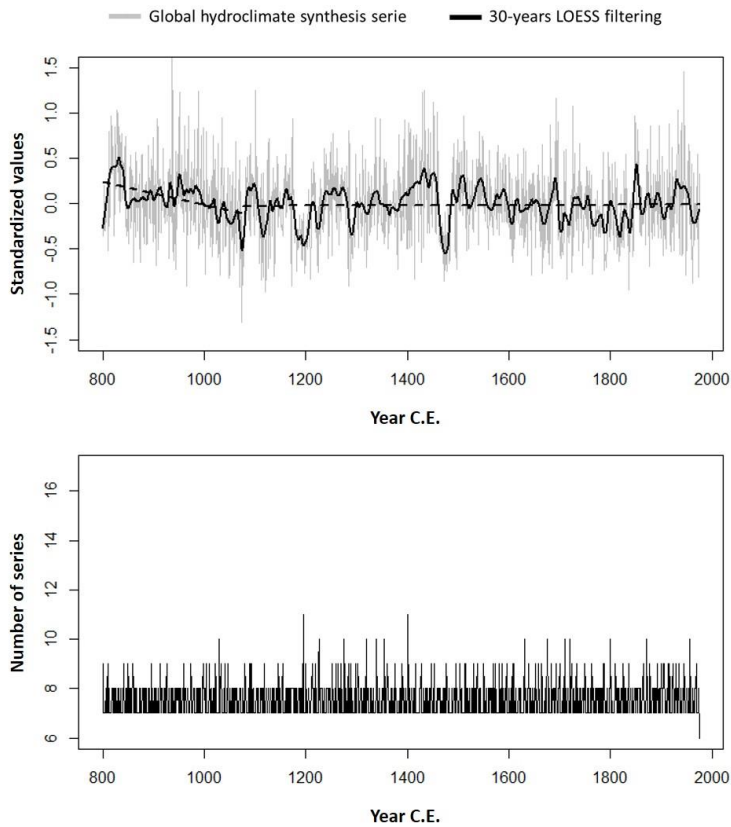 Global hydroclimate synthesis serie
30-years LOESS filtering
Standardized values
1.5
1.0
0.5
0.0
-0.5
-1.0
-1.5
800 1000 1200 1400 1600 1800 2000
Year C.E.
Number of series
16
14
12
10
8
6
800 1000 1200 1400 1600 1800 2000
Year C.E.